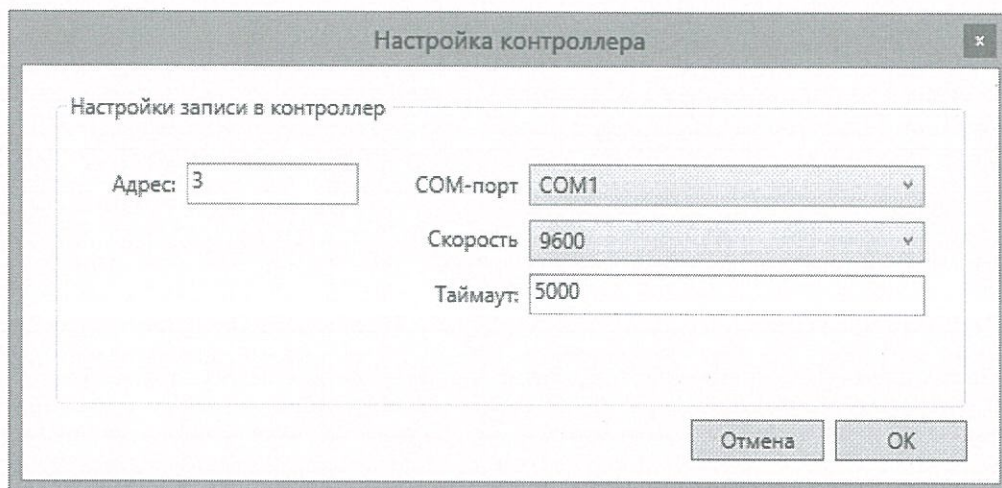 Настройка контроллера
x
Настройки записи в контроллер
Адрес: 3
COM-порт COM1
Скорость 9600
Таймаут: 5000
Отмена OK